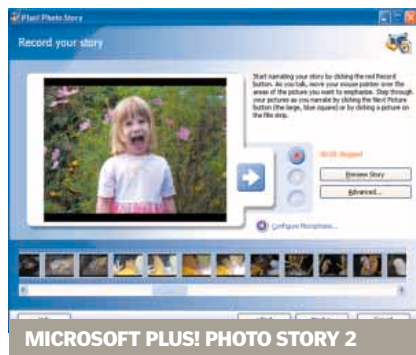 Plus! Photo Story
Record your story
Start narrating your story by clicking the red Record
button. As you talk, move your mouse pointer over the
areas of the picture you want to emphasize. Step through
your pictures as you narrate by clicking the Next Picture
button (the large, blue square) or by clicking a picture on
the film strip.
Preview Story
Advanced...
Configure Microphone...
MICROSOFT PLUS! PHOTO STORY 2